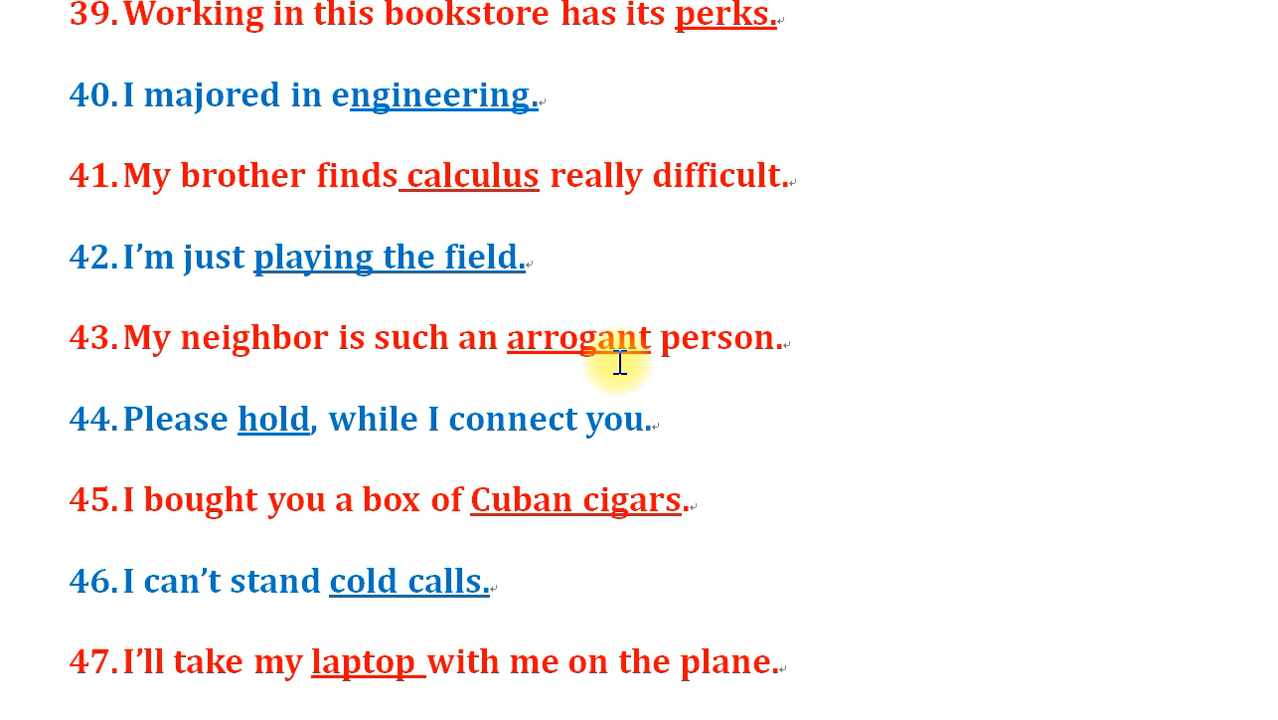 39. Working in this bookstore has its perks.
40. I majored in engineering.
41. My brother finds calculus really difficult.
42. I’m just playing the field.
43. My neighbor is such an arrogant person.
44. Please hold, while I connect you.
45. I bought you a box of Cuban cigars.
46. I can’t stand cold calls.
47. I’ll take my laptop with me on the plane.